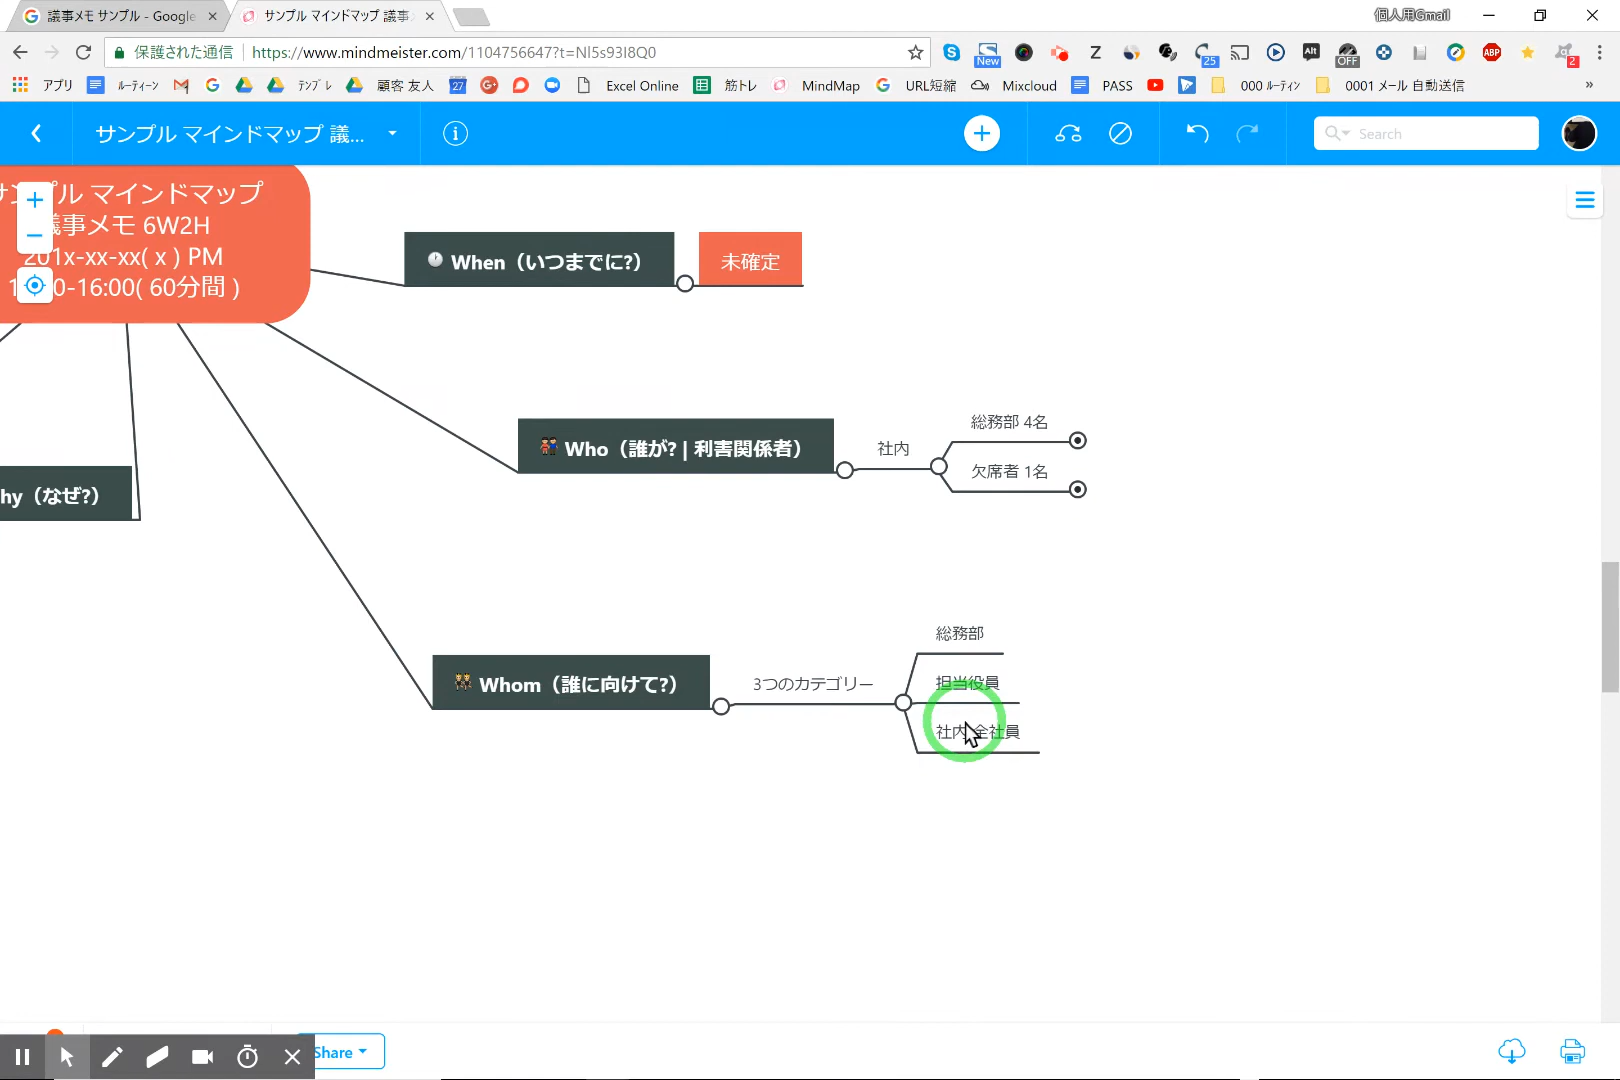 議事メモ サンプル - Google
サンプル マインドマップ 議事
個人用Gmail
保護された通信
https://www.mindmeister.com/1104756647?t=NI5s93I8Q0
New
25
Alt
OFF
ABP
2
アプリ
ルーティーン
テンプレ
顧客 友人
27
Excel Online
筋トレ
MindMap
URL短縮
Mixcloud
PASS
000 ルーティン
0001 メール 自動送信
»
サンプル マインドマップ 議...
Search
プル マインドマップ
議事メモ 6W2H
201x-xx-xx( x ) PM
0-16:00( 60分間 )
When（いつまでに?）
未確定
Who（誰が? | 利害関係者）
社内
総務部 4名
欠席者 1名
hy（なぜ?）
Whom（誰に向けて?）
3つのカテゴリー
総務部
担当役員
社内 全社員
Share